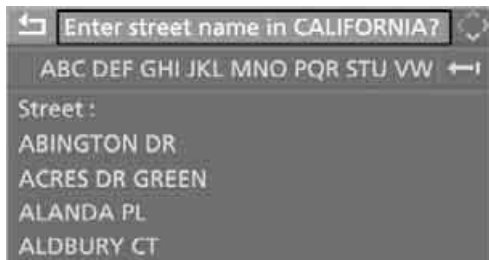 Enter street name in CALIFORNIA?
ABC DEF GHI JKL MNO PQR STU VW
Street :
ABINGTON DR
ACRES DR GREEN
ALANDA PL
ALDBURY CT